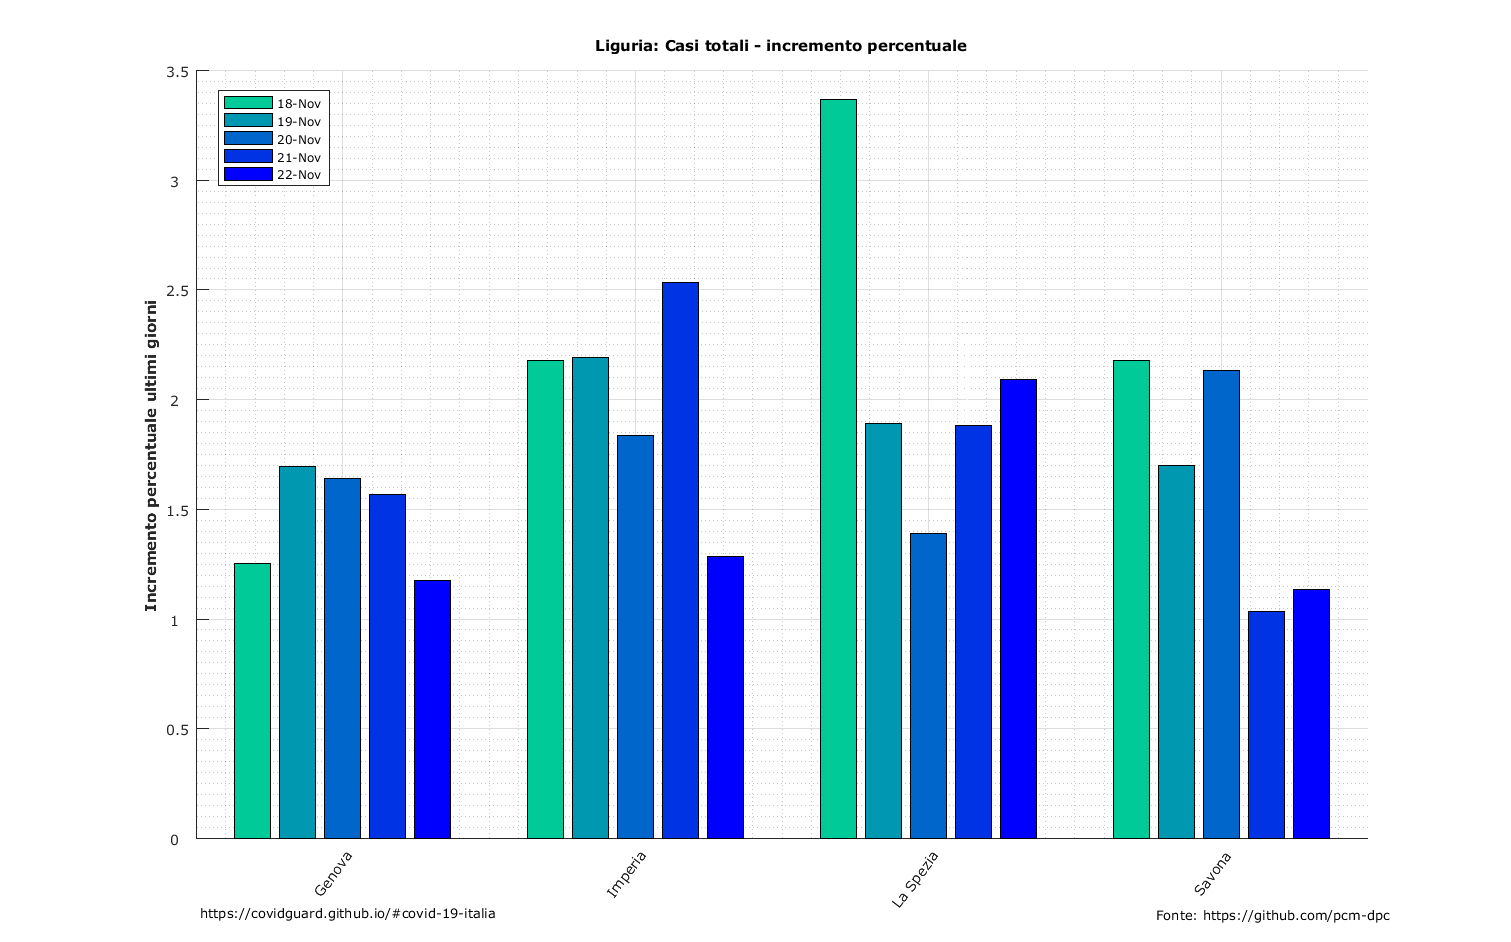 Liguria: Casi totali - incremento percentuale
3.5
3
2.5
2
1.5
1
0.5
0
Incremento percentuale ultimi giorni
18-Nov
19-Nov
20-Nov
21-Nov
22-Nov
Genova
Imperia
La Spezia
Savona
https://covidguard.github.io/#covid-19-italia
Fonte: https://github.com/pcm-dpc